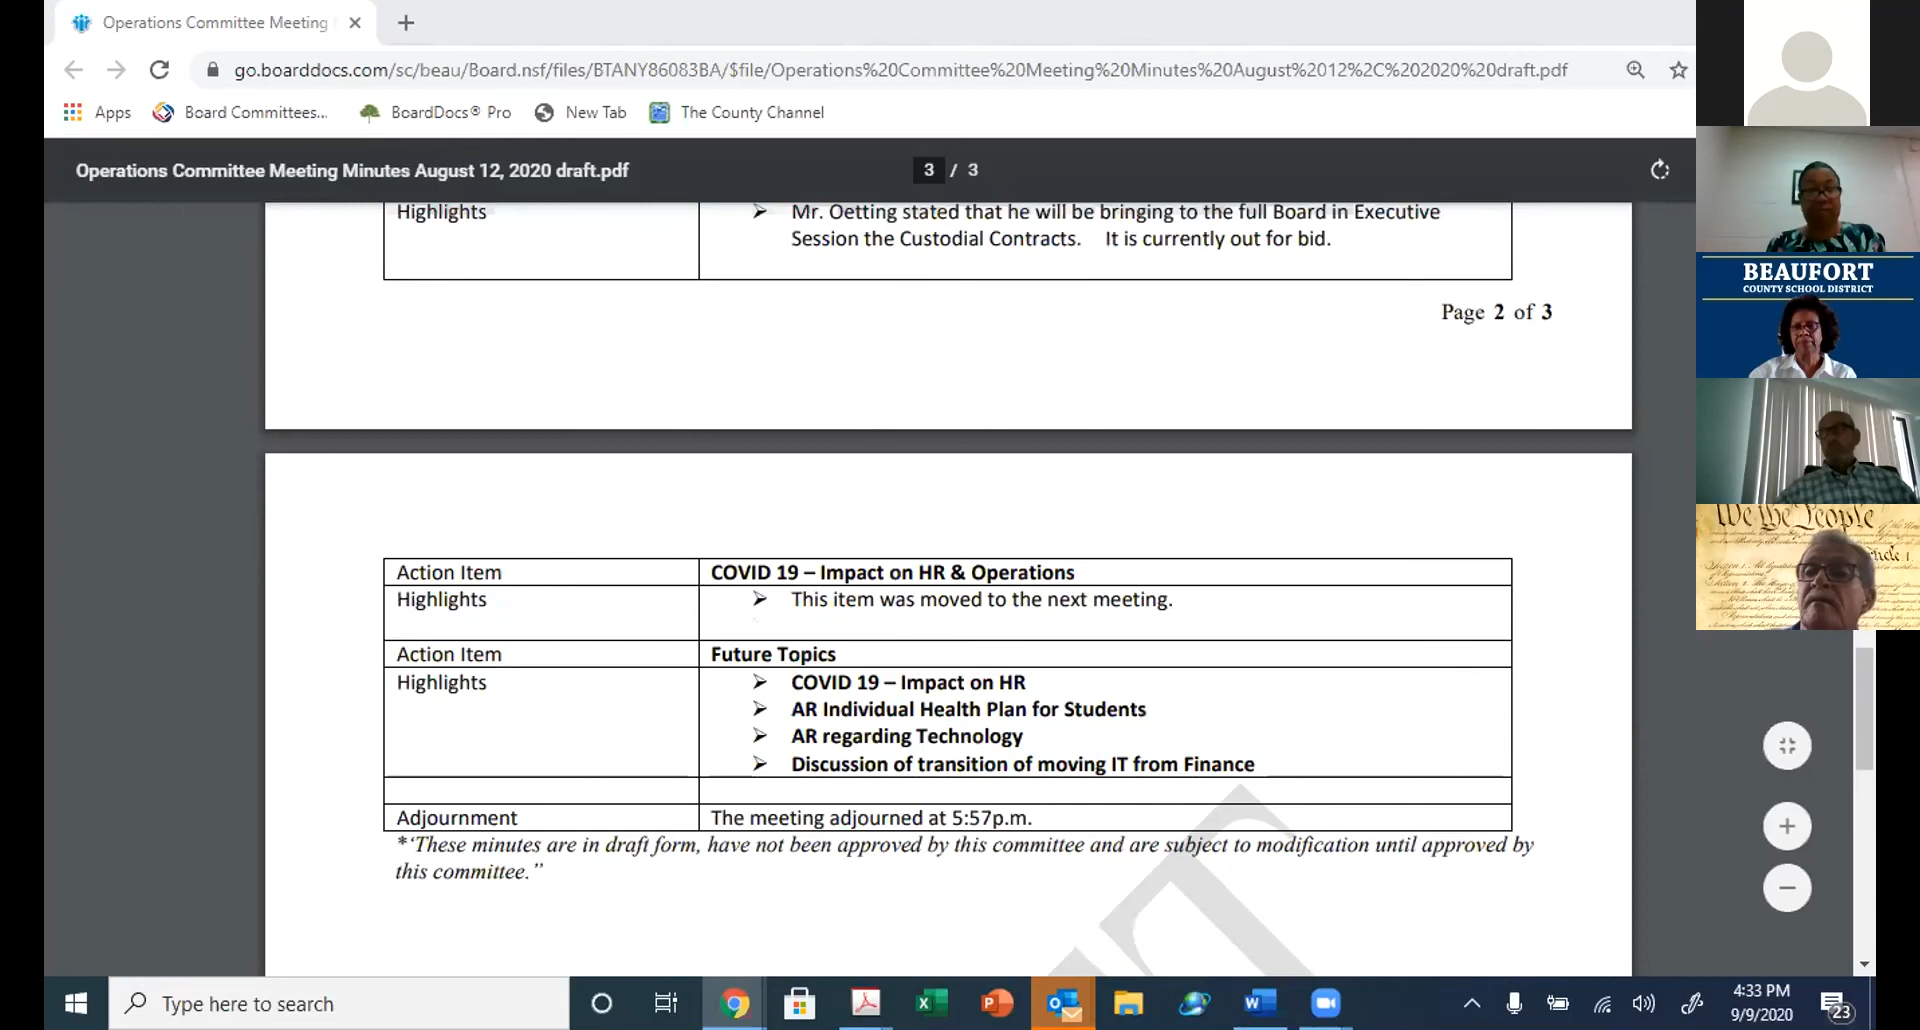 Operations Committee Meeting
go.boarddocs.com/sc/beau/Board.nsf/files/BTANY86083BA/$file/Operations%20Committee%20Meeting%20Minutes%20August%2012%2C%202020%20draft.pdf
Apps Board Committees... BoardDocs® Pro New Tab The County Channel
Operations Committee Meeting Minutes August 12, 2020 draft.pdf 3 / 3
Highlights ➢ Mr. Oetting stated that he will be bringing to the full Board in Executive
Session the Custodial Contracts. It is currently out for bid.
Page 2 of 3
Action Item COVID 19 – Impact on HR & Operations
Highlights ➢ This item was moved to the next meeting.
Action Item Future Topics
Highlights ➢ COVID 19 – Impact on HR
➢ AR Individual Health Plan for Students
➢ AR regarding Technology
➢ Discussion of transition of moving IT from Finance
Adjournment The meeting adjourned at 5:57p.m.
*‘These minutes are in draft form, have not been approved by this committee and are subject to modification until approved by
this committee.”
BEAUFORT
COUNTY SCHOOL DISTRICT
We the People
Type here to search
4:33 PM
9/9/2020
23